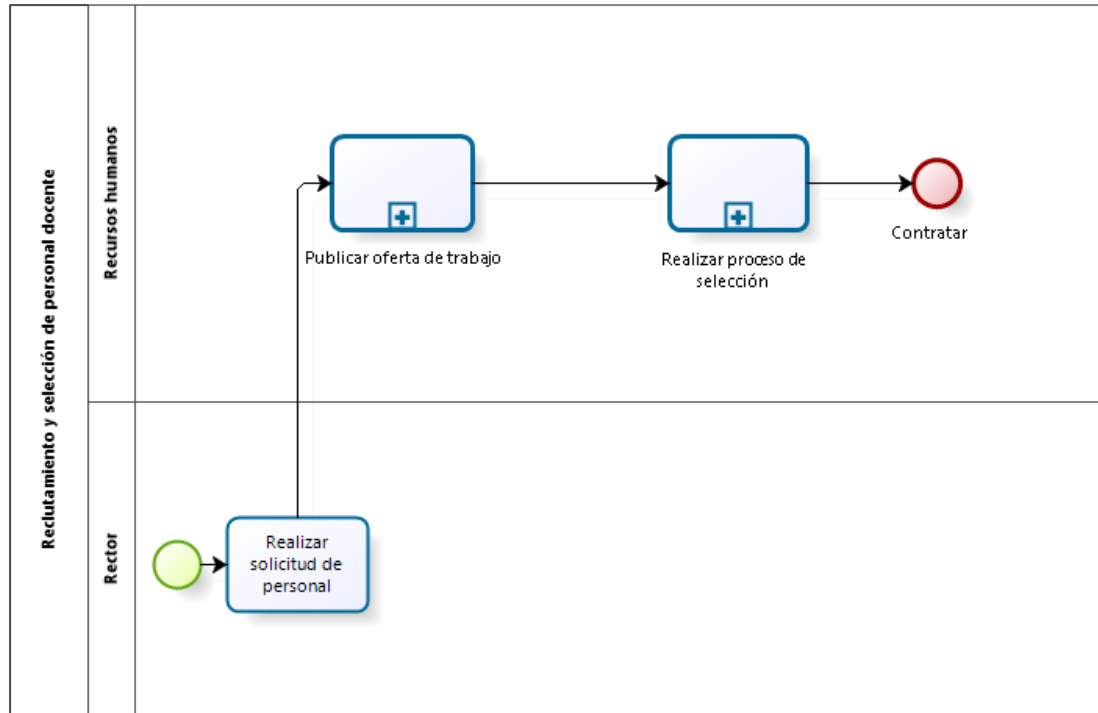 Reclutamiento y selección de personal docente
Recursos humanos
Publicar oferta de trabajo
Realizar proceso de
selección
Contratar
Rector
Realizar
solicitud de
personal